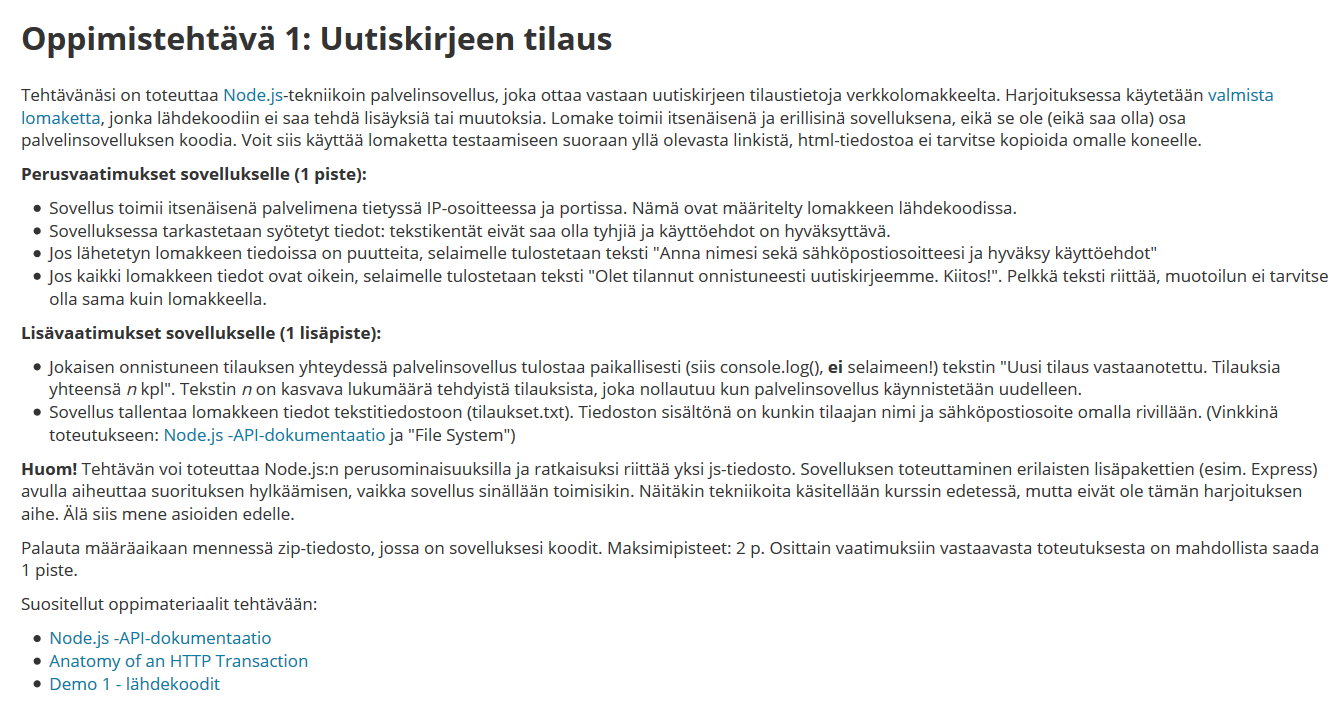 Oppimistehtävä 1: Uutiskirjeen tilaus
Tehtävänäsi on toteuttaa Node.js-tekniikoin palvelinsovellus, joka ottaa vastaan uutiskirjeen tilaustietoja verkkolomakkeelta. Harjoituksessa käytetään valmista
lomaketta, jonka lähdekoodiin ei saa tehdä lisäyksiä tai muutoksia. Lomake toimii itsenäisenä ja erillisinä sovelluksena, eikä se ole (eikä saa olla) osa
palvelinsovelluksen koodia. Voit siis käyttää lomaketta testaamiseen suoraan yllä olevasta linkistä, html-tiedostoa ei tarvitse kopioida omalle koneelle.
Perusvaatimukset sovellukselle (1 piste):
• Sovellus toimii itsenäisenä palvelimena tietyssä IP-osoitteessa ja portissa. Nämä ovat määritelty lomakkeen lähdekoodissa.
• Sovelluksessa tarkastetaan syötetyt tiedot: tekstikentät eivät saa olla tyhjiä ja käyttöehdot on hyväksyttävä.
• Jos lähetetyn lomakkeen tiedoissa on puutteita, selaimelle tulostetaan teksti "Anna nimesi sekä sähköpostiosoitteesi ja hyväksy käyttöehdot"
• Jos kaikki lomakkeen tiedot ovat oikein, selaimelle tulostetaan teksti "Olet tilannut onnistuneesti uutiskirjeemme. Kiitos!". Pelkkä teksti riittää, muotoilun ei tarvitse
olla sama kuin lomakkeella.
Lisävaatimukset sovellukselle (1 lisäpiste):
• Jokaisen onnistuneen tilauksen yhteydessä palvelinsovellus tulostaa paikallisesti (siis console.log(), ei selaimeen!) tekstin "Uusi tilaus vastaanotettu. Tilauksia
yhteensä n kpl". Tekstin n on kasvava lukumäärä tehdyistä tilauksista, joka nollautuu kun palvelinsovellus käynnistetään uudelleen.
• Sovellus tallentaa lomakkeen tiedot tekstitiedostoon (tilaukset.txt). Tiedoston sisältönä on kunkin tilaajan nimi ja sähköpostiosoite omalla rivillään. (Vinkkinä
toteutukseen: Node.js -API-dokumentaatio ja "File System")
Huom! Tehtävän voi toteuttaa Node.js:n perusominaisuuksilla ja ratkaisuksi riittää yksi js-tiedosto. Sovelluksen toteuttaminen erilaisten lisäpakettien (esim. Express)
avulla aiheuttaa suorituksen hylkäämisen, vaikka sovellus sinällään toimisikin. Näitäkin tekniikoita käsitellään kurssin edetessä, mutta eivät ole tämän harjoituksen
aihe. Älä siis mene asioiden edelle.
Palauta määräaikaan mennessä zip-tiedosto, jossa on sovelluksesi koodit. Maksimipisteet: 2 p. Osittain vaatimuksiin vastaavasta toteutuksesta on mahdollista saada
1 piste.
Suositellut oppimateriaalit tehtävään:
• Node.js -API-dokumentaatio
• Anatomy of an HTTP Transaction
• Demo 1 - lähdekoodit